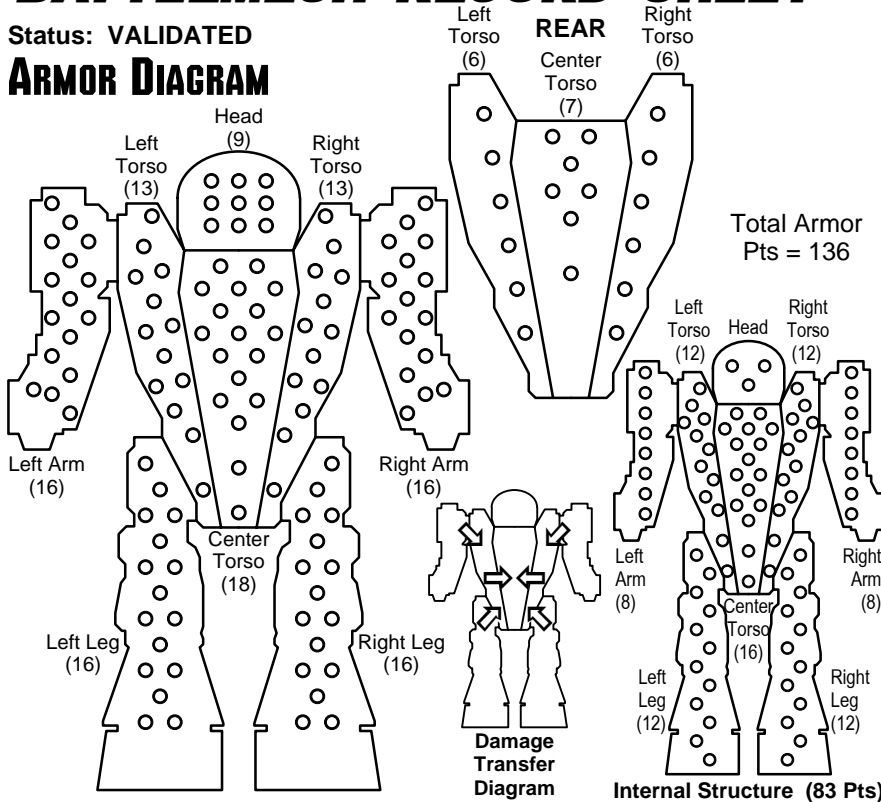 BATTLEMECH RECORD SHEET
Status: VALIDATED
ARMOR DIAGRAM
Head
(9)
Left
Torso
(13)
Right
Torso
(13)
Left Arm
(16)
Right Arm
(16)
Center
Torso
(18)
Left Leg
(16)
Right Leg
(16)
Left
Torso
(6)
REAR
Center
Torso
(7)
Right
Torso
(6)
Total Armor
Pts = 136
Damage
Transfer
Diagram
Left
Torso
(12)
Head
Right
Torso
(12)
Left
Arm
(8)
Right
Arm
(8)
Center
Torso
(16)
Left
Leg
(12)
Right
Leg
(12)
Internal Structure (83 Pts)